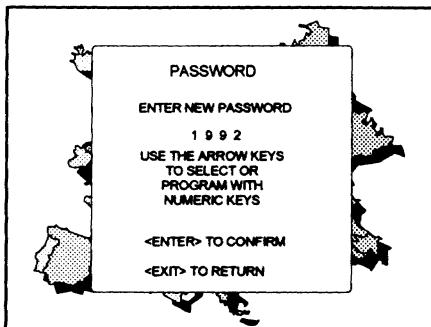 PASSWORD
ENTER NEW PASSWORD
1 9 9 2
USE THE ARROW KEYS
TO SELECT OR
PROGRAM WITH
NUMERIC KEYS
<ENTER> TO CONFIRM
<EXIT> TO RETURN